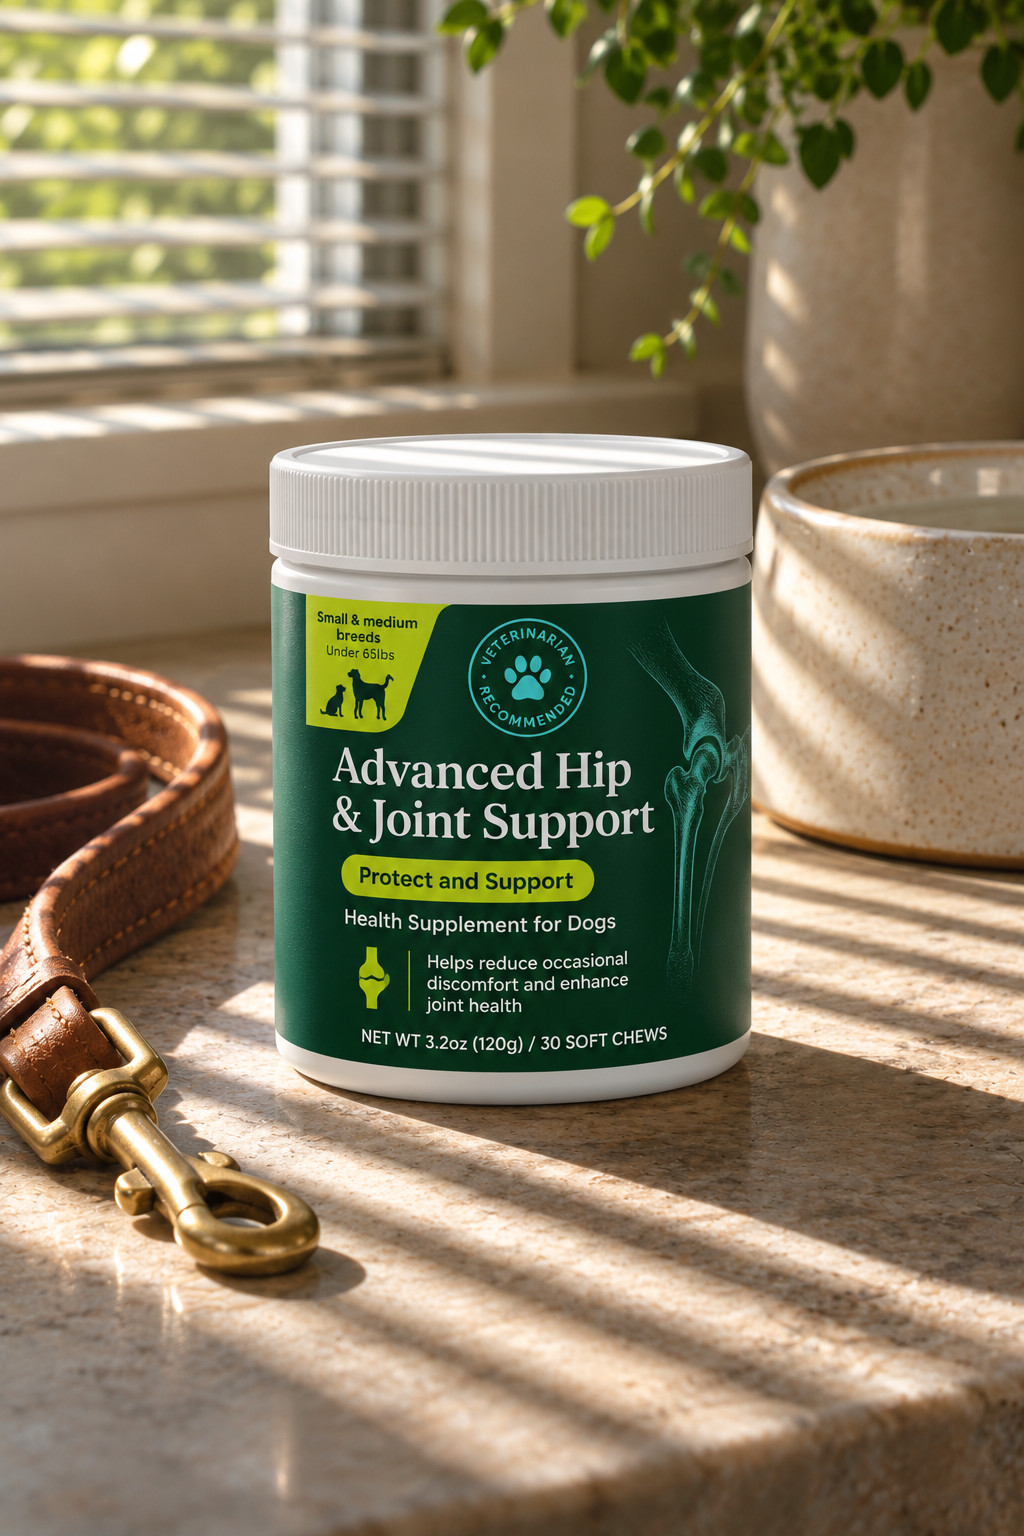 Small & medium
breeds
Under 65lbs
VETERINARIAN
RECOMMENDED
Advanced Hip
& Joint Support
Protect and Support
Health Supplement for Dogs
Helps reduce occasional
discomfort and enhance
joint health
NET WT 3.2oz (120g) / 30 SOFT CHEWS